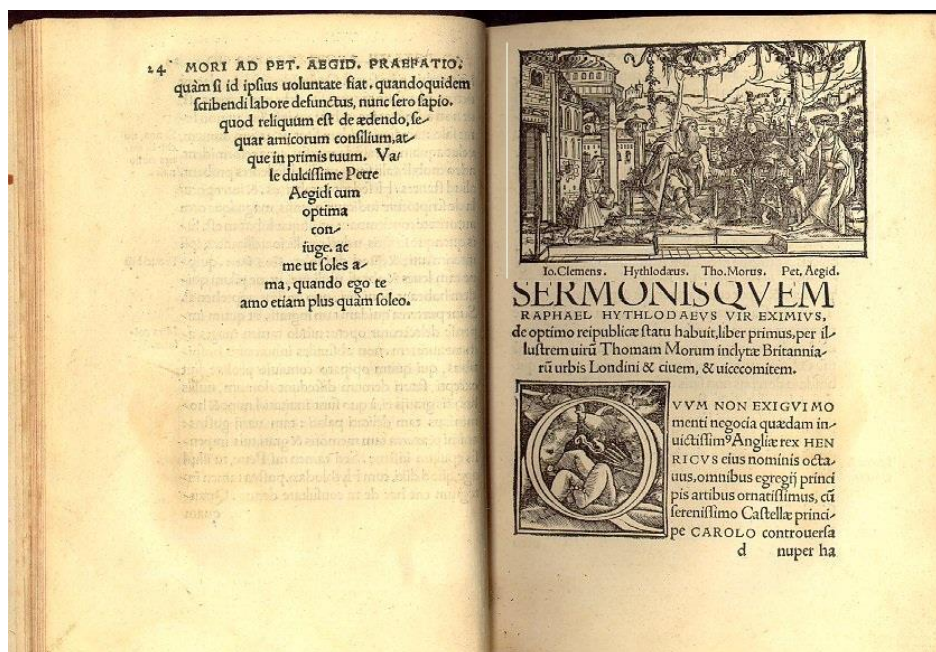 24 MORI AD PET. AEGID. PRAEFATIO.
quàm si id ipsius uoluntate fiat. quandoquidem
scribendi labore defunctus, nunc sero sapio.
quod reliquum est de ædendo, se-
quar amicorum consilium, at-
que in primis tuum. Va-
le dulcissime Petre
Aegidi cum
optima
con-
iuge. ac
me ut soles a-
ma, quando ego te
amo etiam plus quàm soleo.
Io. Clemens. Hythlodæus. Tho. Morus. Pet. Aegid.
SERMONIS QVEM
RAPHAEL HYTHLODAEVS VIR EXIMIVS,
de optimo reipublicæ statu habuit, liber primus, per il-
lustrem uirũ Thomam Morum inclytæ Britannia-
rũ urbis Londini & ciuem, & uicecomitem.
QVVM NON EXIGVI MO
menti negocia quædam in-
uictissimꝰ Angliæ rex HEN
RICVS eius nominis octa-
uus, omnibus egregij princi
pis artibus ornatissimus, cũ
serenissimo Castellæ princi-
pe CAROLO controuersa
d nuper ha